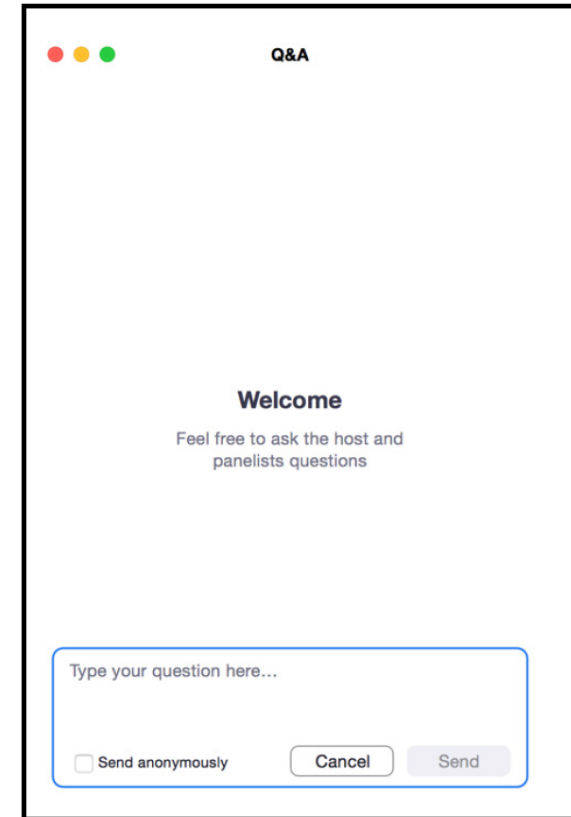 Q&A
Welcome
Feel free to ask the host and
panelists questions
Type your question here...
Send anonymously
Cancel
Send